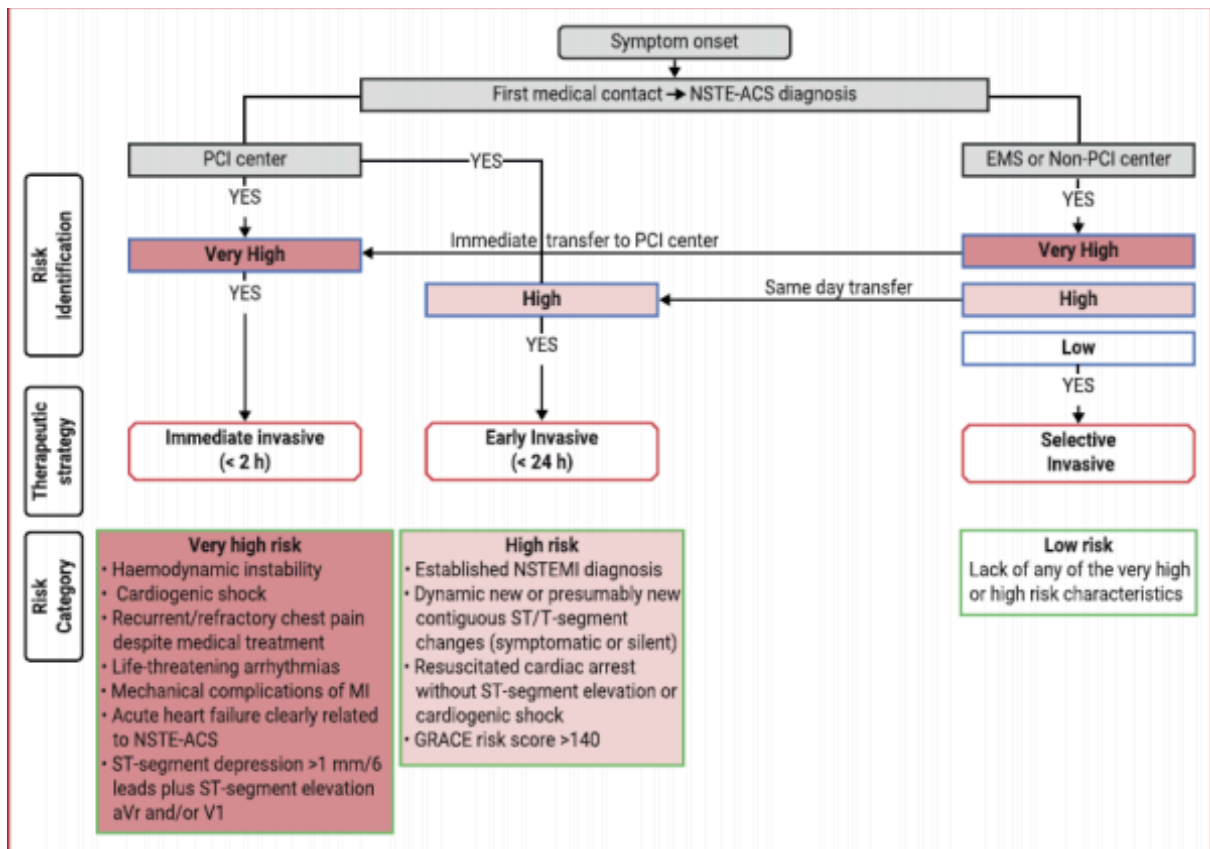 Symptom onset
First medical contact → NSTE-ACS diagnosis
PCI center
YES
EMS or Non-PCI center
YES
YES
Risk
Identification
Very High
Immediate transfer to PCI center
Very High
YES
High
Same day transfer
High
YES
Low
YES
Therapeutic
strategy
Immediate invasive
(< 2 h)
Early Invasive
(< 24 h)
Selective
Invasive
Risk
Category
Very high risk
• Haemodynamic instability
• Cardiogenic shock
• Recurrent/refractory chest pain
despite medical treatment
• Life-threatening arrhythmias
• Mechanical complications of MI
• Acute heart failure clearly related
to NSTE-ACS
• ST-segment depression >1 mm/6
leads plus ST-segment elevation
aVr and/or V1
High risk
• Established NSTEMI diagnosis
• Dynamic new or presumably new
contiguous ST/T-segment
changes (symptomatic or silent)
• Resuscitated cardiac arrest
without ST-segment elevation or
cardiogenic shock
• GRACE risk score >140
Low risk
Lack of any of the very high
or high risk characteristics